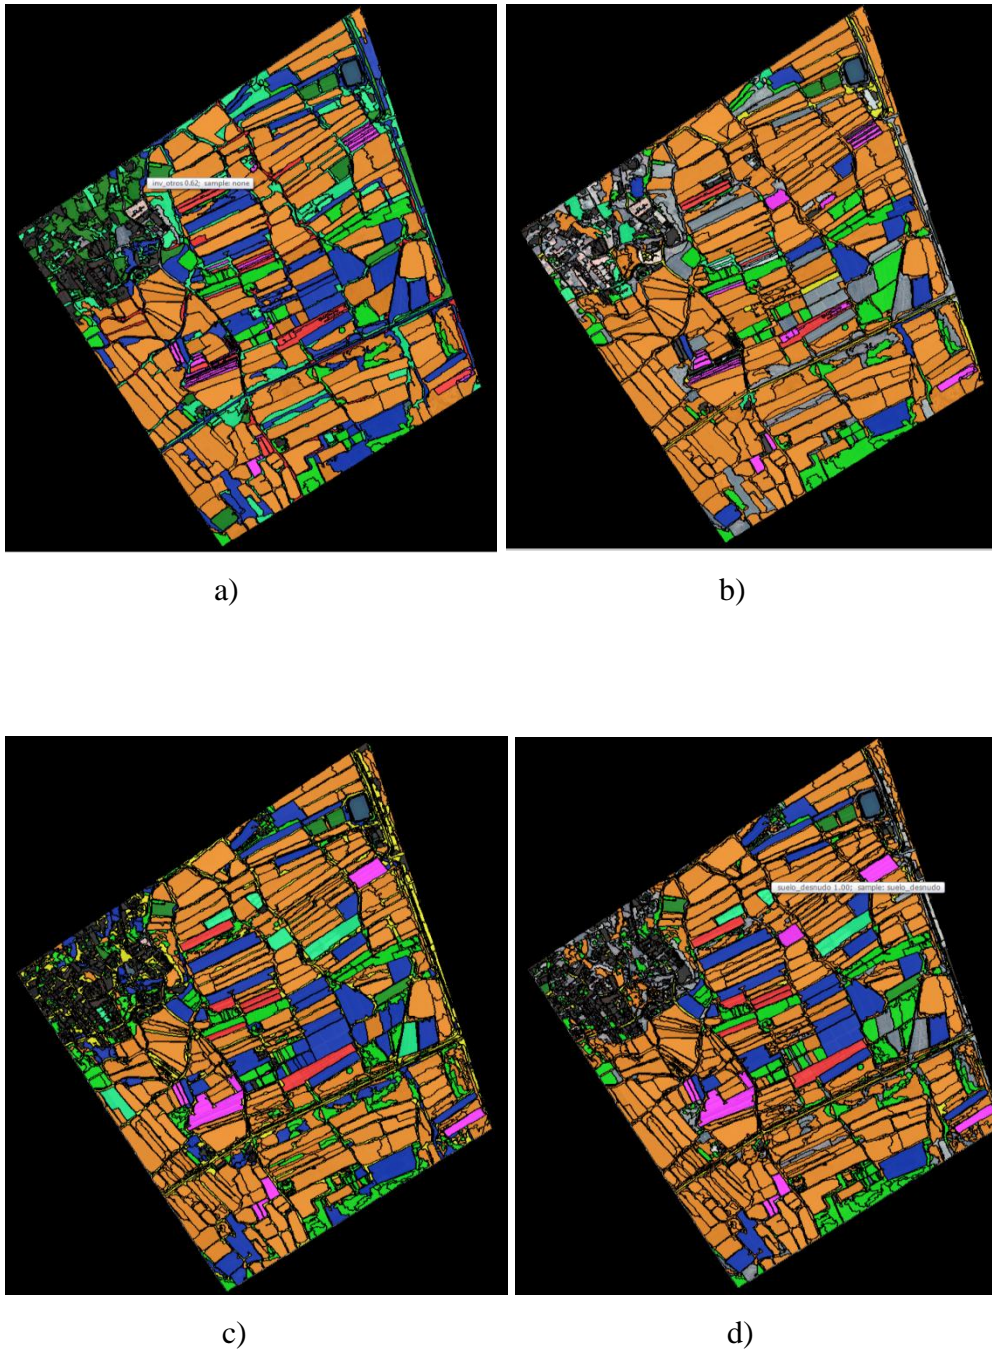 inv_otros 0.62; sample: none
a)
b)
suelo_desnudo 1.00; sample: suelo_desnudo
c)
d)